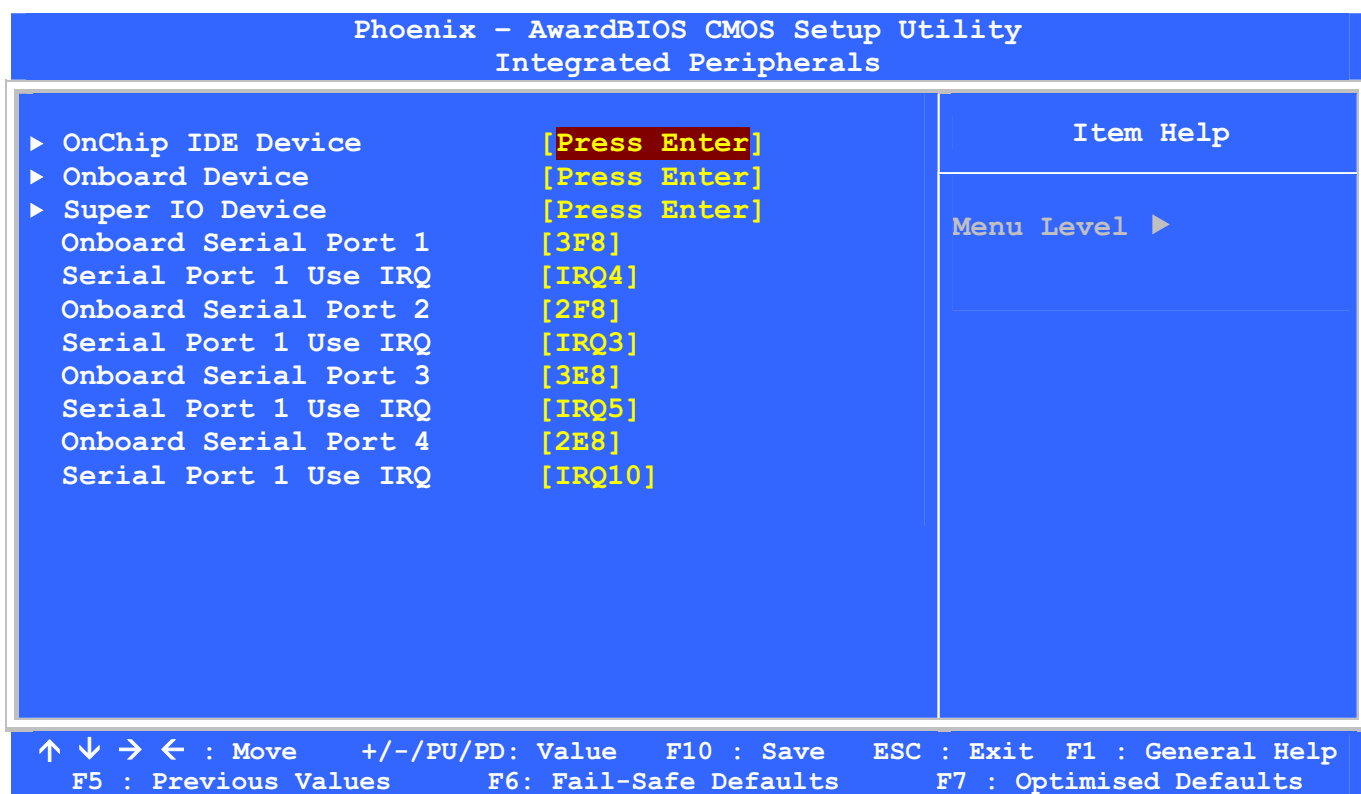 Phoenix – AwardBIOS CMOS Setup Utility
Integrated Peripherals
▶ OnChip IDE Device [Press Enter]
▶ Onboard Device [Press Enter]
▶ Super IO Device [Press Enter]
Onboard Serial Port 1 [3F8]
Serial Port 1 Use IRQ [IRQ4]
Onboard Serial Port 2 [2F8]
Serial Port 1 Use IRQ [IRQ3]
Onboard Serial Port 3 [3E8]
Serial Port 1 Use IRQ [IRQ5]
Onboard Serial Port 4 [2E8]
Serial Port 1 Use IRQ [IRQ10]
Item Help
Menu Level ▶
↑ ↓ → ← : Move +/-/PU/PD: Value F10 : Save ESC : Exit F1 : General Help
F5 : Previous Values F6: Fail-Safe Defaults F7 : Optimised Defaults